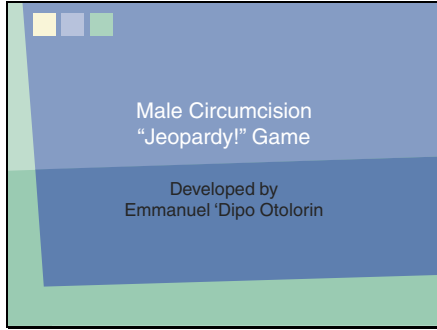 Male Circumcision
“Jeopardy!” Game
Developed by
Emmanuel ‘Dipo Otolorin